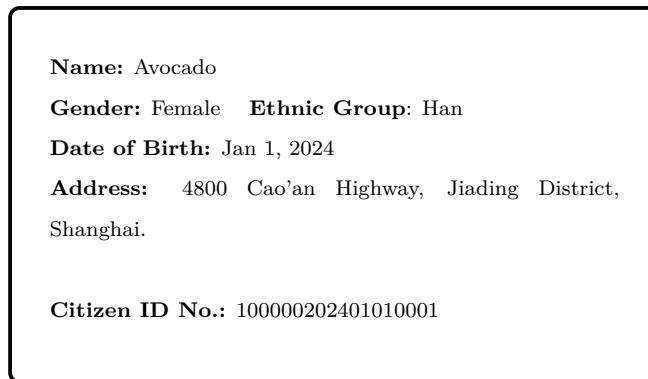 Name: Avocado
Gender: Female Ethnic Group: Han
Date of Birth: Jan 1, 2024
Address: 4800 Cao'an Highway, Jiading District,
Shanghai.
Citizen ID No.: 100000202401010001